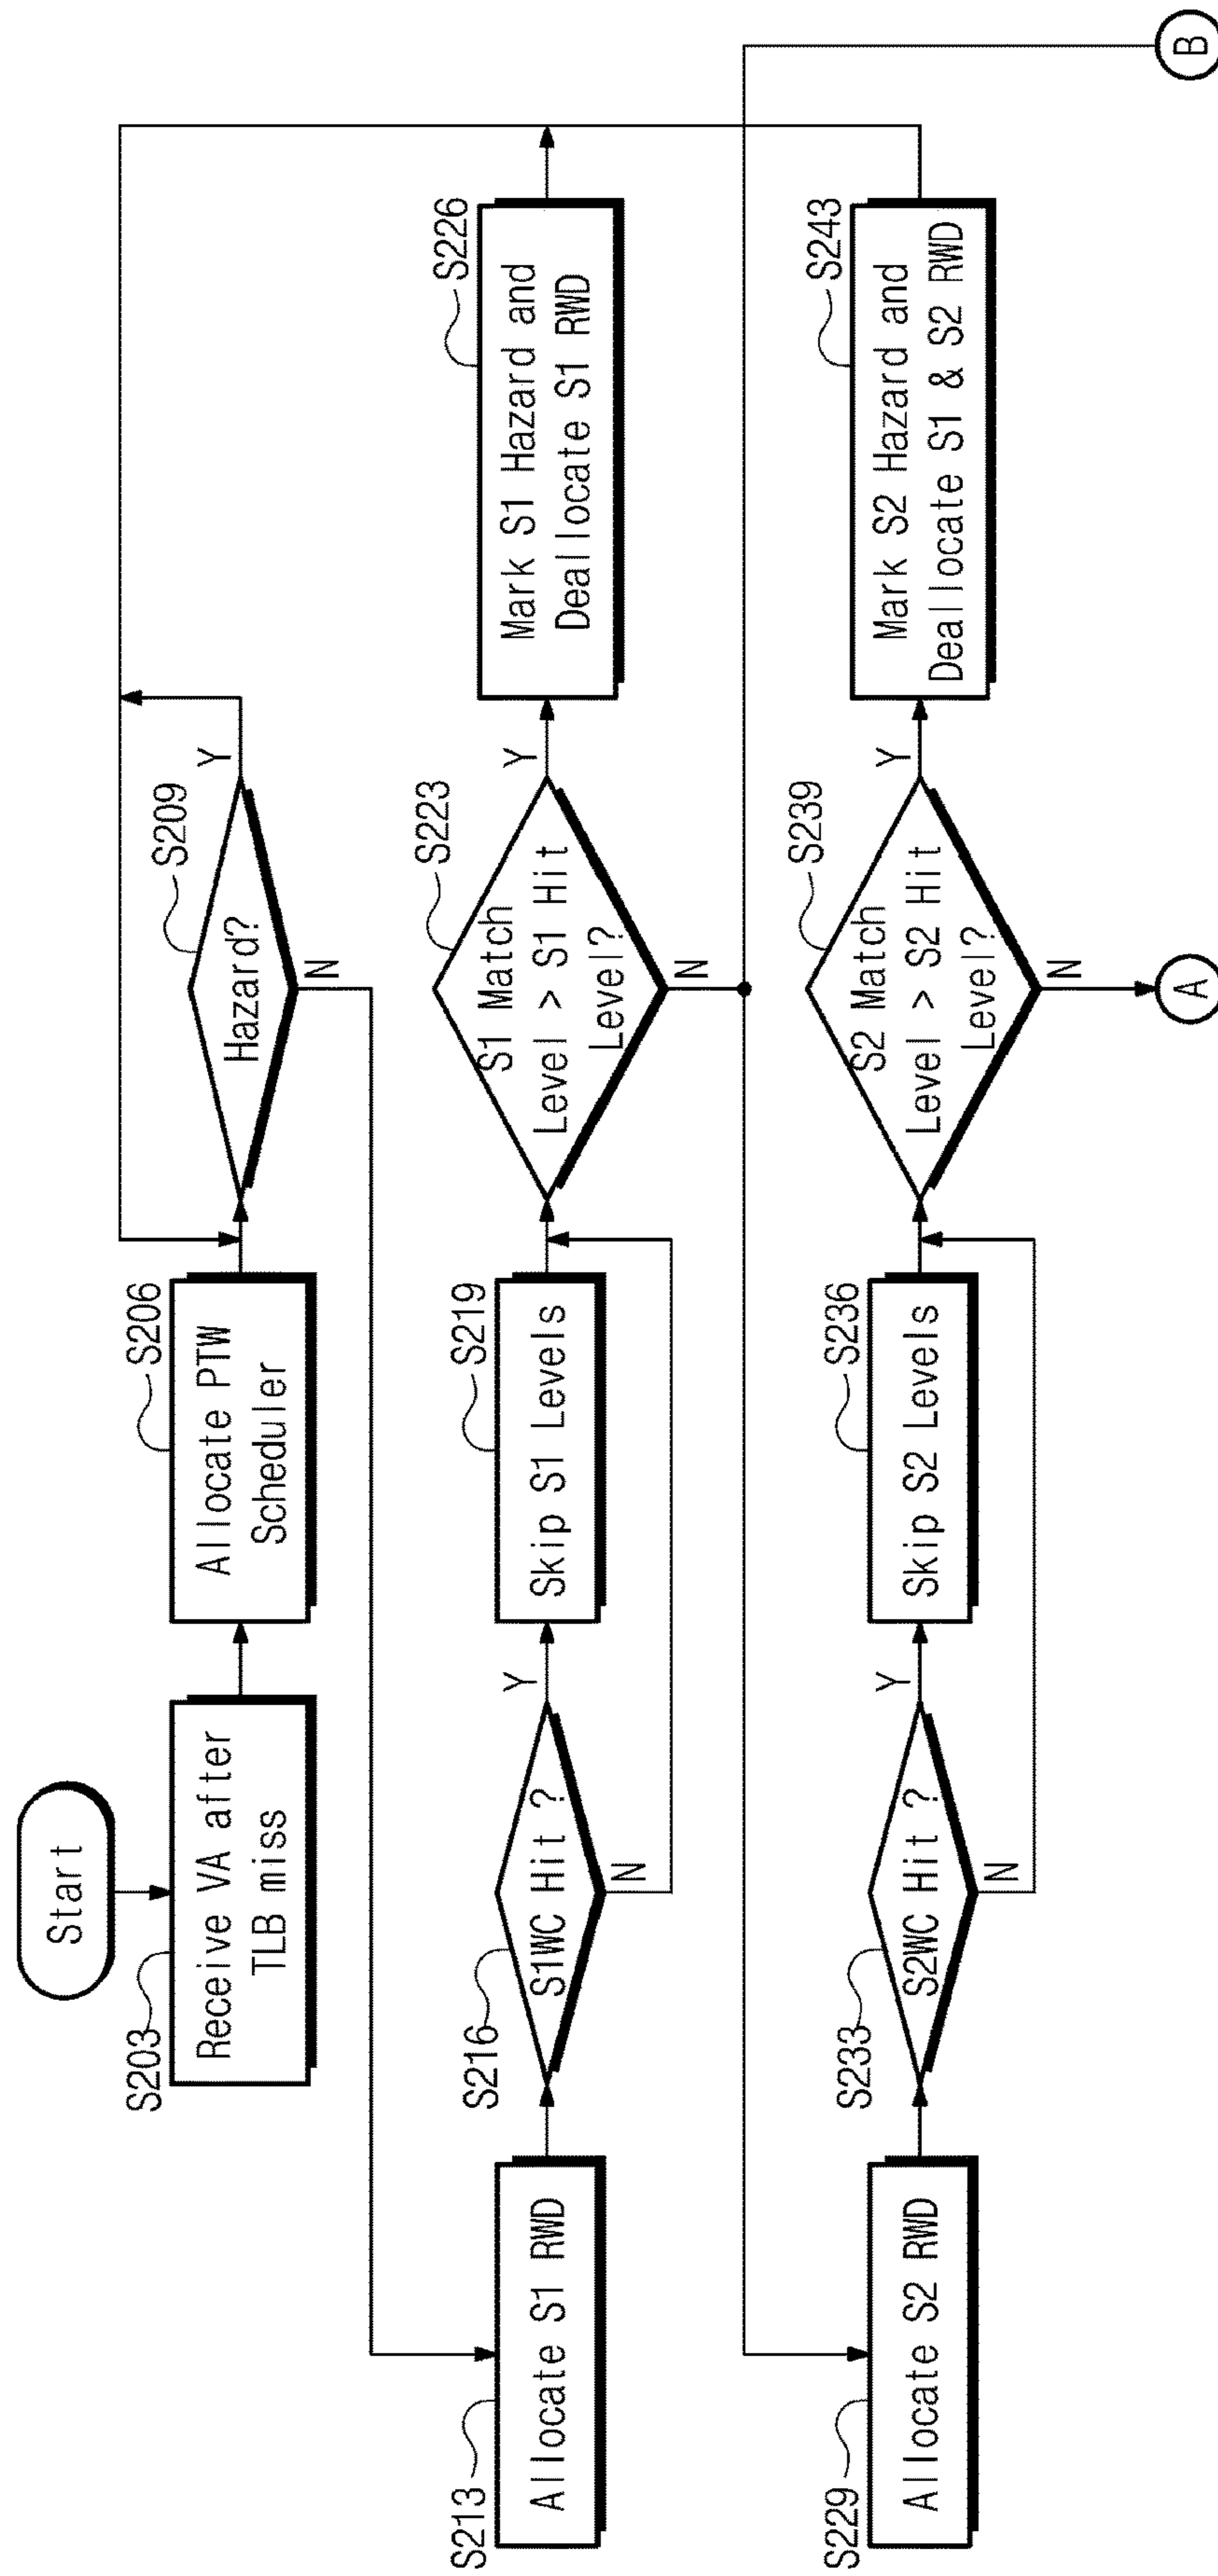 Start
S203
Receive VA after
TLB miss
S206
Allocate PTW
Scheduler
S209
Hazard?
Y
N
S213
Allocate S1 RWD
S216
S1WC Hit ?
Y
N
S219
Skip S1 Levels
S223
S1 Match
Level > S1 Hit
Level?
Y
N
S226
Mark S1 Hazard and
Deallocate S1 RWD
S229
Allocate S2 RWD
S233
S2WC Hit ?
Y
N
S236
Skip S2 Levels
S239
S2 Match
Level > S2 Hit
Level?
Y
N
S243
Mark S2 Hazard and
Deallocate S1 & S2 RWD
A
B